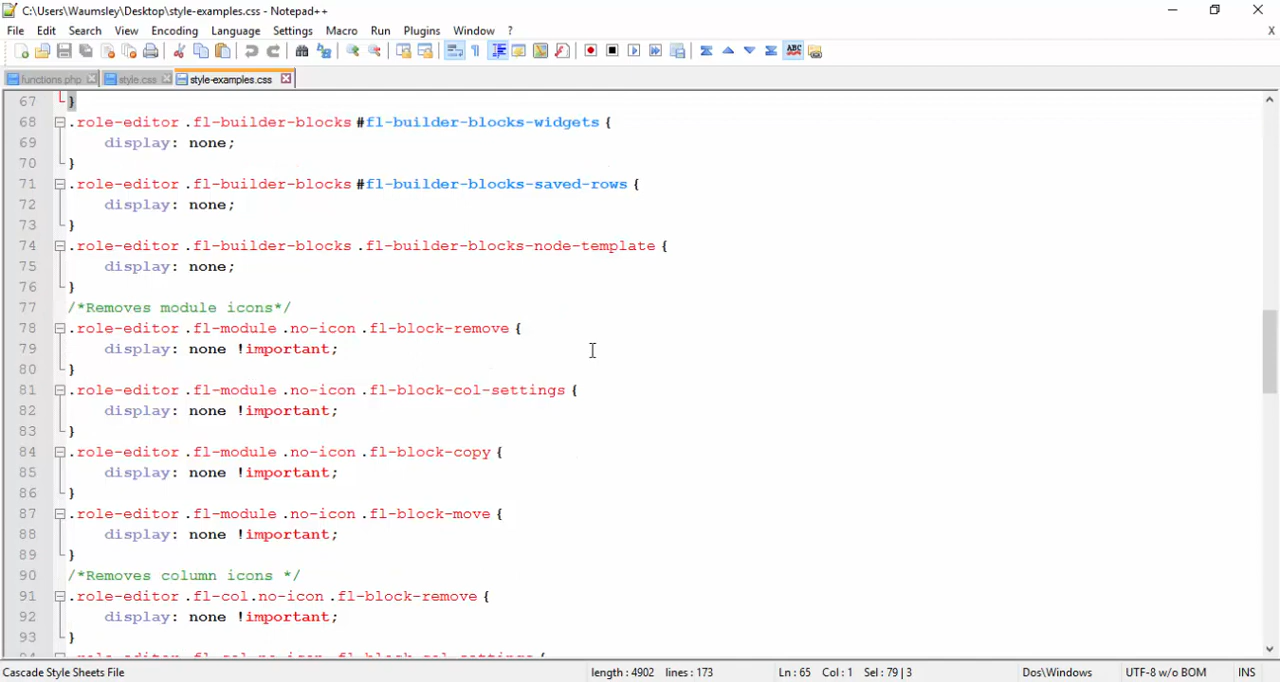 C:\Users\Waumsley\Desktop\style-examples.css - Notepad++
File Edit Search View Encoding Language Settings Macro Run Plugins Window ? X
ABC
functions.php style.css style-examples.css
67 }
68 .role-editor .fl-builder-blocks #fl-builder-blocks-widgets {
69 display: none;
70 }
71 .role-editor .fl-builder-blocks #fl-builder-blocks-saved-rows {
72 display: none;
73 }
74 .role-editor .fl-builder-blocks .fl-builder-blocks-node-template {
75 display: none;
76 }
77 /*Removes module icons*/
78 .role-editor .fl-module .no-icon .fl-block-remove {
79 display: none !important;
80 }
81 .role-editor .fl-module .no-icon .fl-block-col-settings {
82 display: none !important;
83 }
84 .role-editor .fl-module .no-icon .fl-block-copy {
85 display: none !important;
86 }
87 .role-editor .fl-module .no-icon .fl-block-move {
88 display: none !important;
89 }
90 /*Removes column icons */
91 .role-editor .fl-col.no-icon .fl-block-remove {
92 display: none !important;
93 }
Cascade Style Sheets File length : 4902 lines : 173 Ln : 65 Col : 1 Sel : 79 | 3 Dos\Windows UTF-8 w/o BOM INS